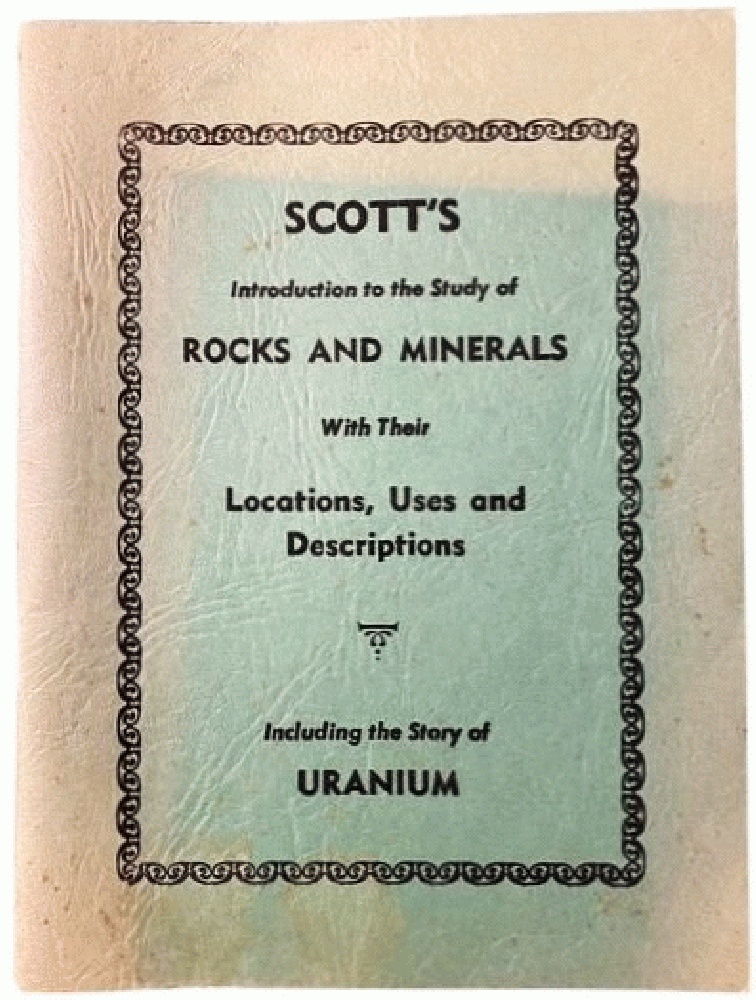 SCOTT'S
Introduction to the Study of
ROCKS AND MINERALS
With Their
Locations, Uses and
Descriptions
Including the Story of
URANIUM